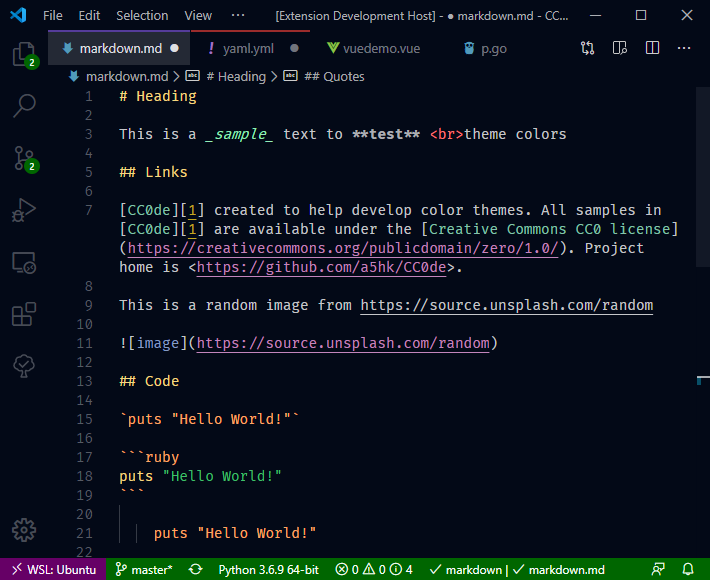 File Edit Selection View ··· [Extension Development Host] - ● markdown.md - CC...
markdown.md ● ! yaml.yml ● vuedemo.vue p.go ···
markdown.md > # Heading > ## Quotes
1 # Heading
2
3 This is a _sample_ text to **test** <br>theme colors
4
5 ## Links
6
7 [CC0de][1] created to help develop color themes. All samples in
[CC0de][1] are available under the [Creative Commons CC0 license]
(https://creativecommons.org/publicdomain/zero/1.0/). Project
home is <https://github.com/a5hk/CC0de>.
8
9 This is a random image from https://source.unsplash.com/random
10
11 ![image](https://source.unsplash.com/random)
12
13 ## Code
14
15 `puts "Hello World!"`
16
17 ```ruby
18 puts "Hello World!"
19 ```
20
21 puts "Hello World!"
22
2
2
WSL: Ubuntu master* Python 3.6.9 64-bit 0 0 4 ✓ markdown | ✓ markdown.md